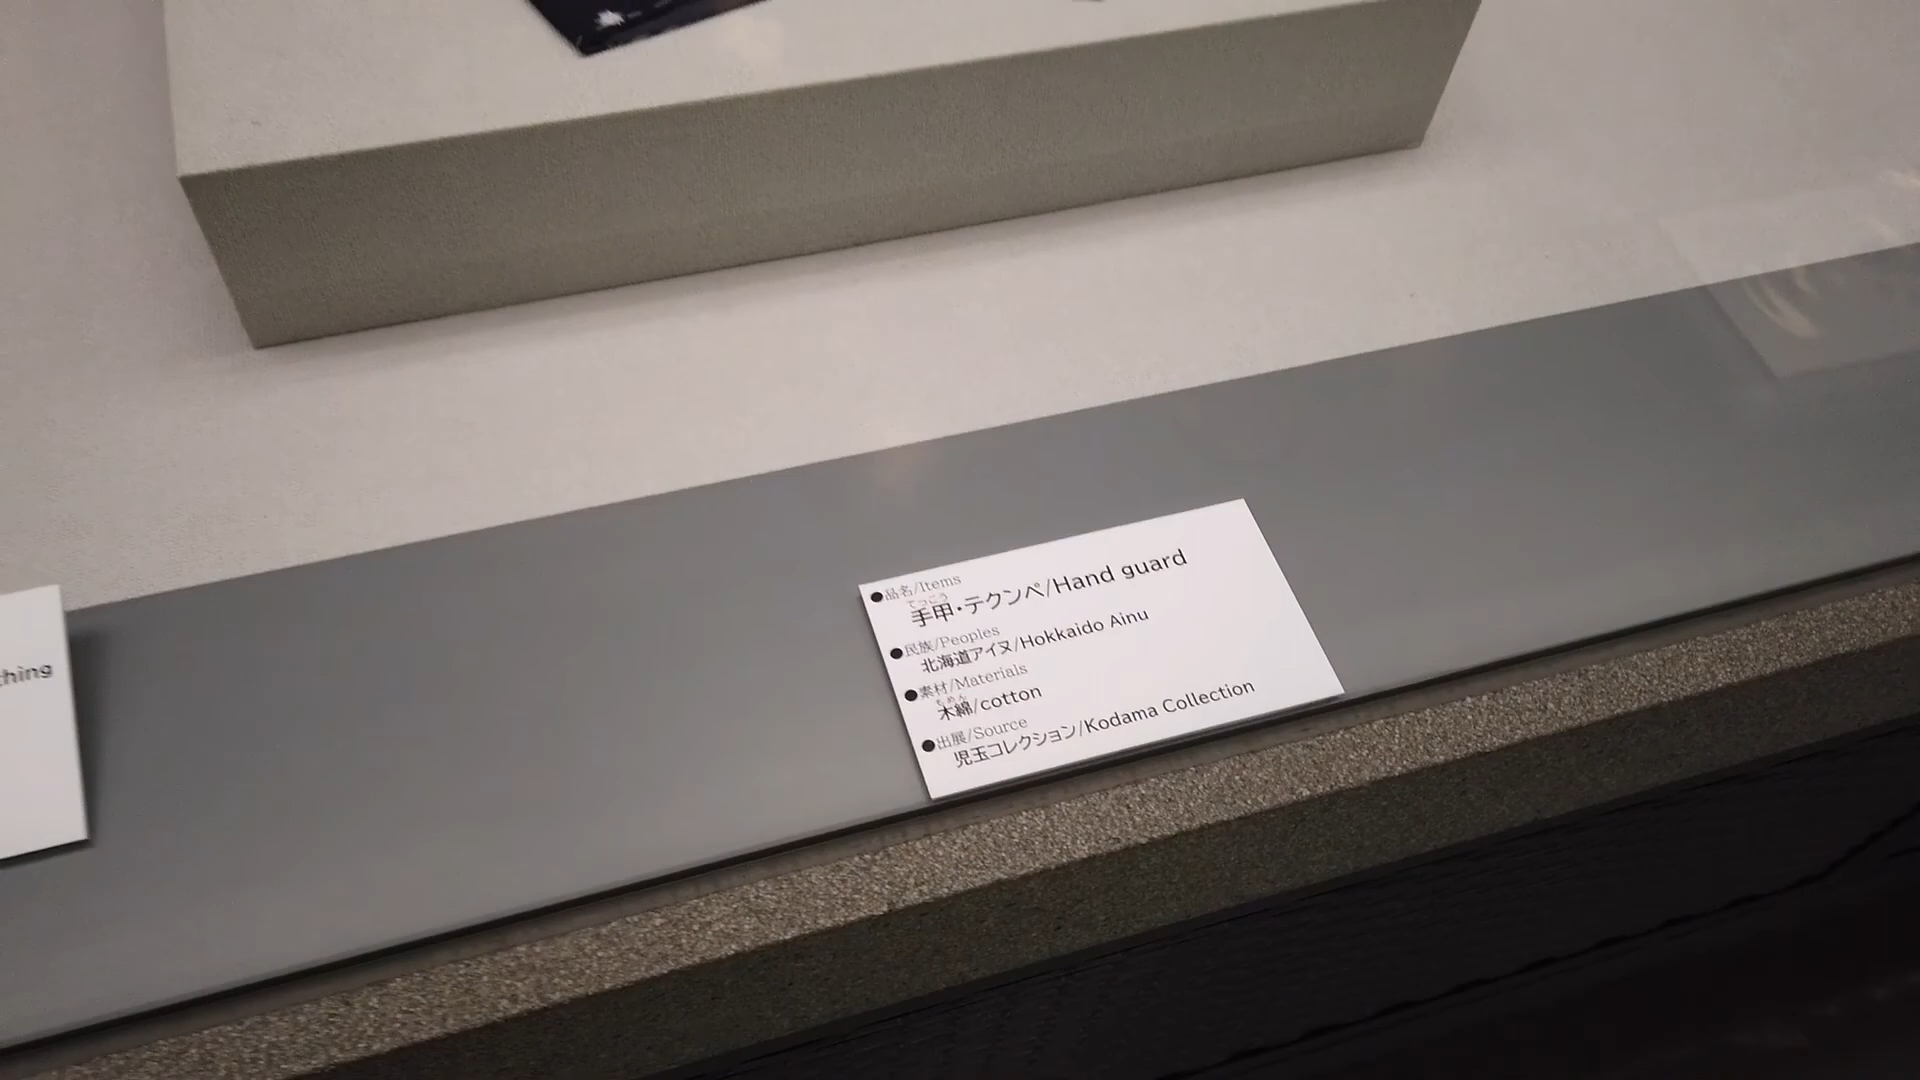 thing
●品名/Items
てっこう
手甲・テクンペ/Hand guard
●民族/Peoples
北海道アイヌ/Hokkaido Ainu
●素材/Materials
もめん
木綿/cotton
●出展/Source
児玉コレクション/Kodama Collection